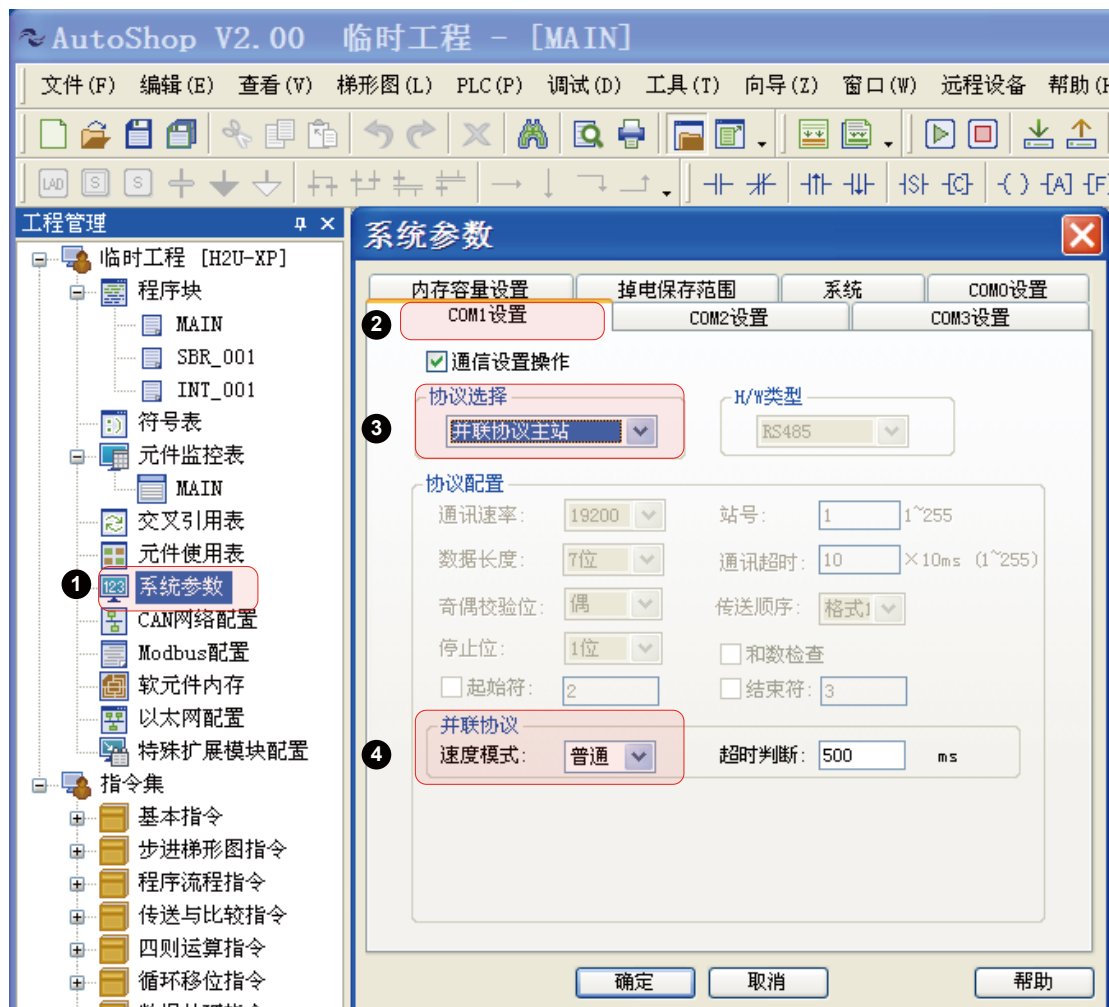 AutoShop V2.00 临时工程 - [MAIN]
文件(F) 编辑(E) 查看(V) 梯形图(L) PLC(P) 调试(D) 工具(T) 向导(Z) 窗口(W) 远程设备 帮助(H
LAD S S S C ( ) [A] [F]
工程管理
临时工程 [H2U-XP]
程序块
MAIN
SBR_001
INT_001
符号表
元件监控表
MAIN
交叉引用表
元件使用表
1 123 系统参数
CAN网络配置
Modbus配置
软元件内存
以太网配置
特殊扩展模块配置
指令集
基本指令
步进梯形图指令
程序流程指令
传送与比较指令
四则运算指令
循环移位指令
系统参数
内存容量设置 掉电保存范围 系统 COM0设置
2 COM1设置 COM2设置 COM3设置
通信设置操作
协议选择 H/W类型
3 并联协议主站 RS485
协议配置
通讯速率: 19200 站号: 1 1~255
数据长度: 7位 通讯超时: 10 ×10ms (1~255)
奇偶校验位: 偶 传送顺序: 格式1
停止位: 1位 和数检查
起始符: 2 结束符: 3
并联协议
4 速度模式: 普通 超时判断: 500 ms
确定 取消 帮助